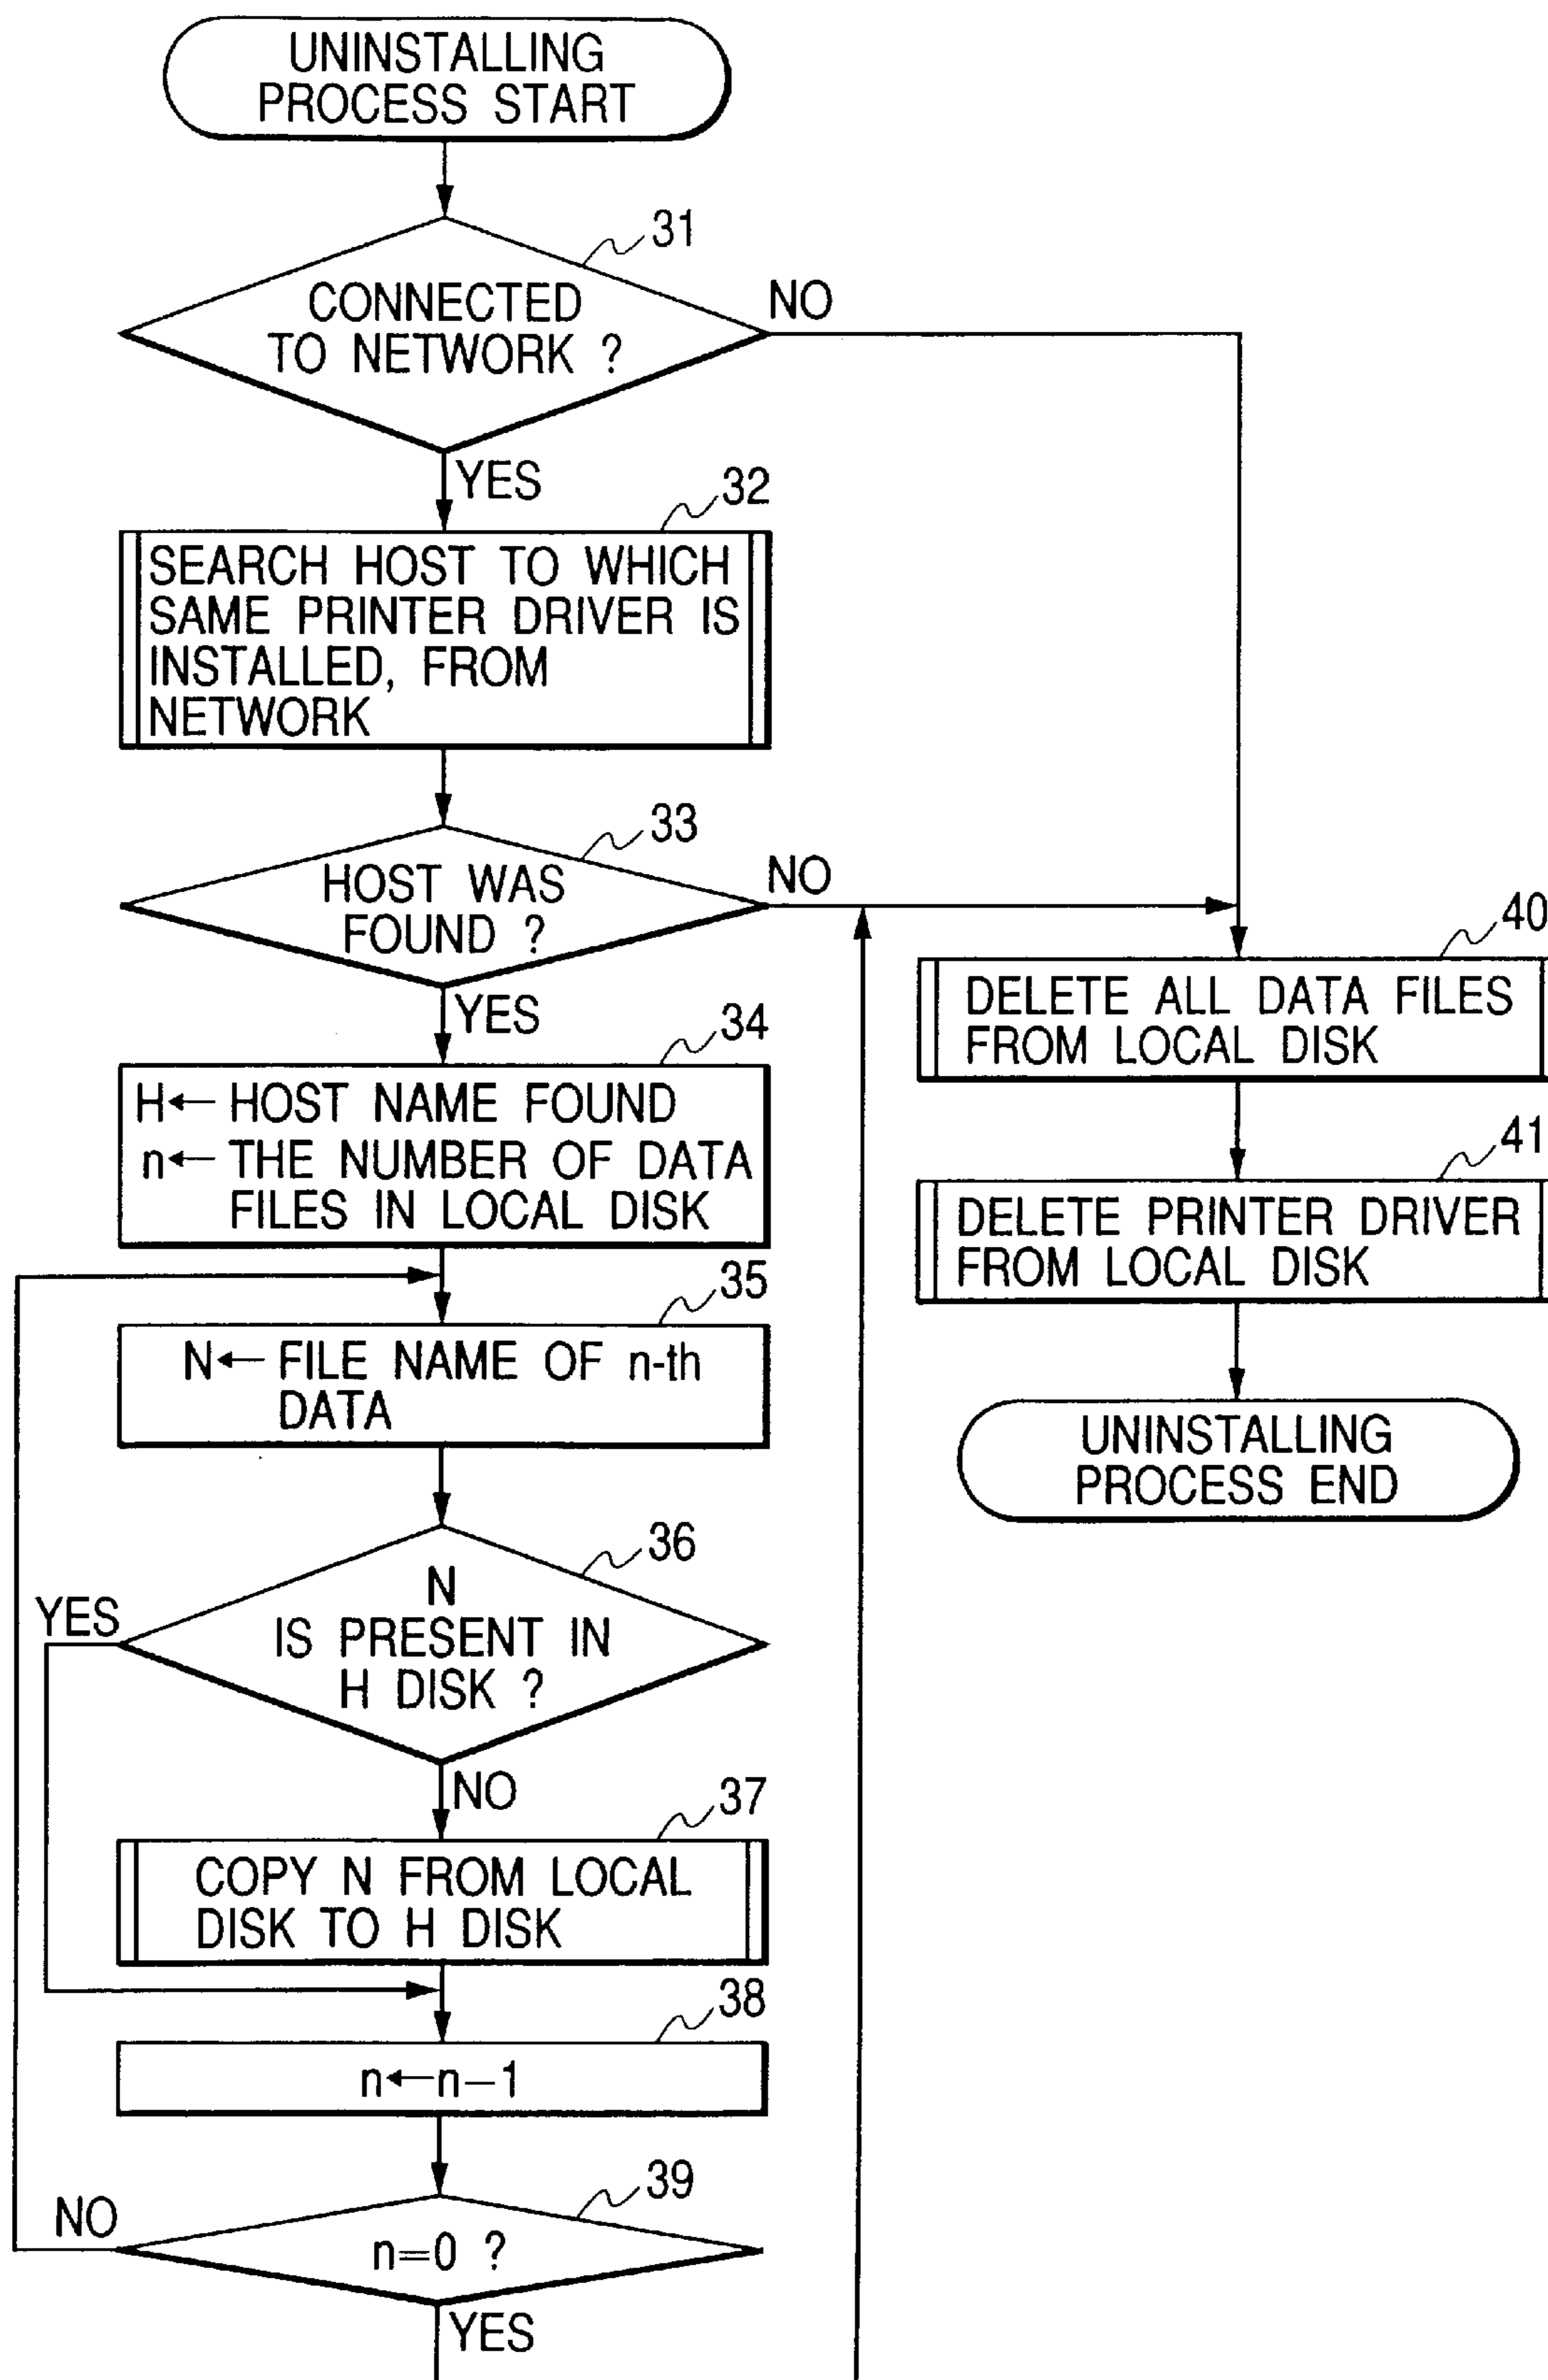 UNINSTALLING
PROCESS START
31
CONNECTED
TO NETWORK ?
NO
YES
32
SEARCH HOST TO WHICH
SAME PRINTER DRIVER IS
INSTALLED, FROM
NETWORK
33
HOST WAS
FOUND ?
NO
YES
34
H← HOST NAME FOUND
n← THE NUMBER OF DATA
FILES IN LOCAL DISK
35
N← FILE NAME OF n-th
DATA
36
N
IS PRESENT IN
H DISK ?
YES
NO
37
COPY N FROM LOCAL
DISK TO H DISK
38
n←n−1
39
n=0 ?
NO
YES
40
DELETE ALL DATA FILES
FROM LOCAL DISK
41
DELETE PRINTER DRIVER
FROM LOCAL DISK
UNINSTALLING
PROCESS END